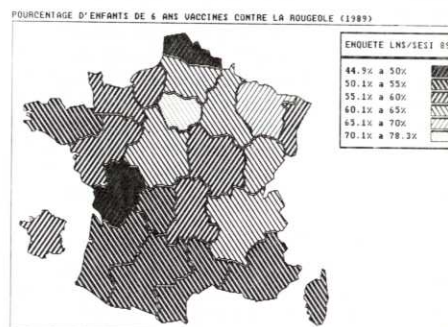 POURCENTAGE D'ENFANTS DE 6 ANS VACCINES CONTRE LA ROUGEOLE (1989)
ENQUETE LNS/SESI 89
44.9% a 50%
50.1% a 55%
55.1% a 60%
60.1% a 65%
65.1% a 70%
70.1% a 78.3%